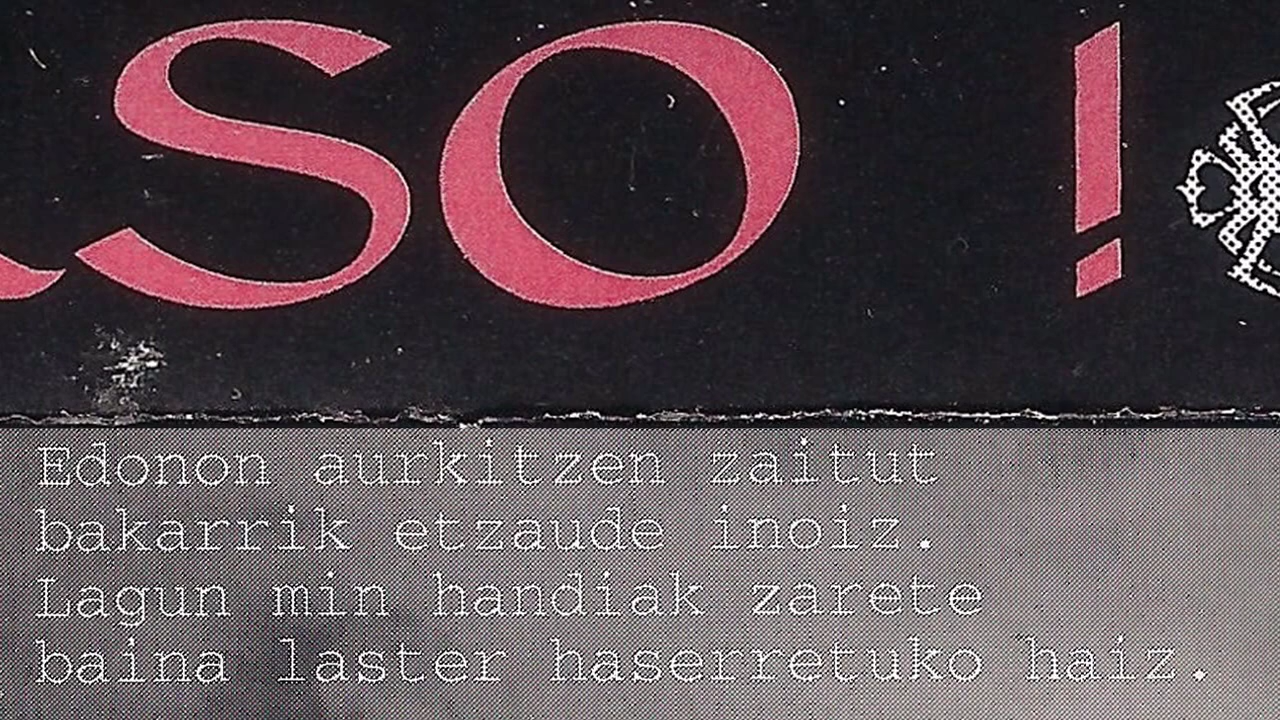 SO !
Edonon aurkitzen zaitut
bakarrik etzaude inoiz.
Lagun min handiak zarete
baina laster haserretuko haiz.